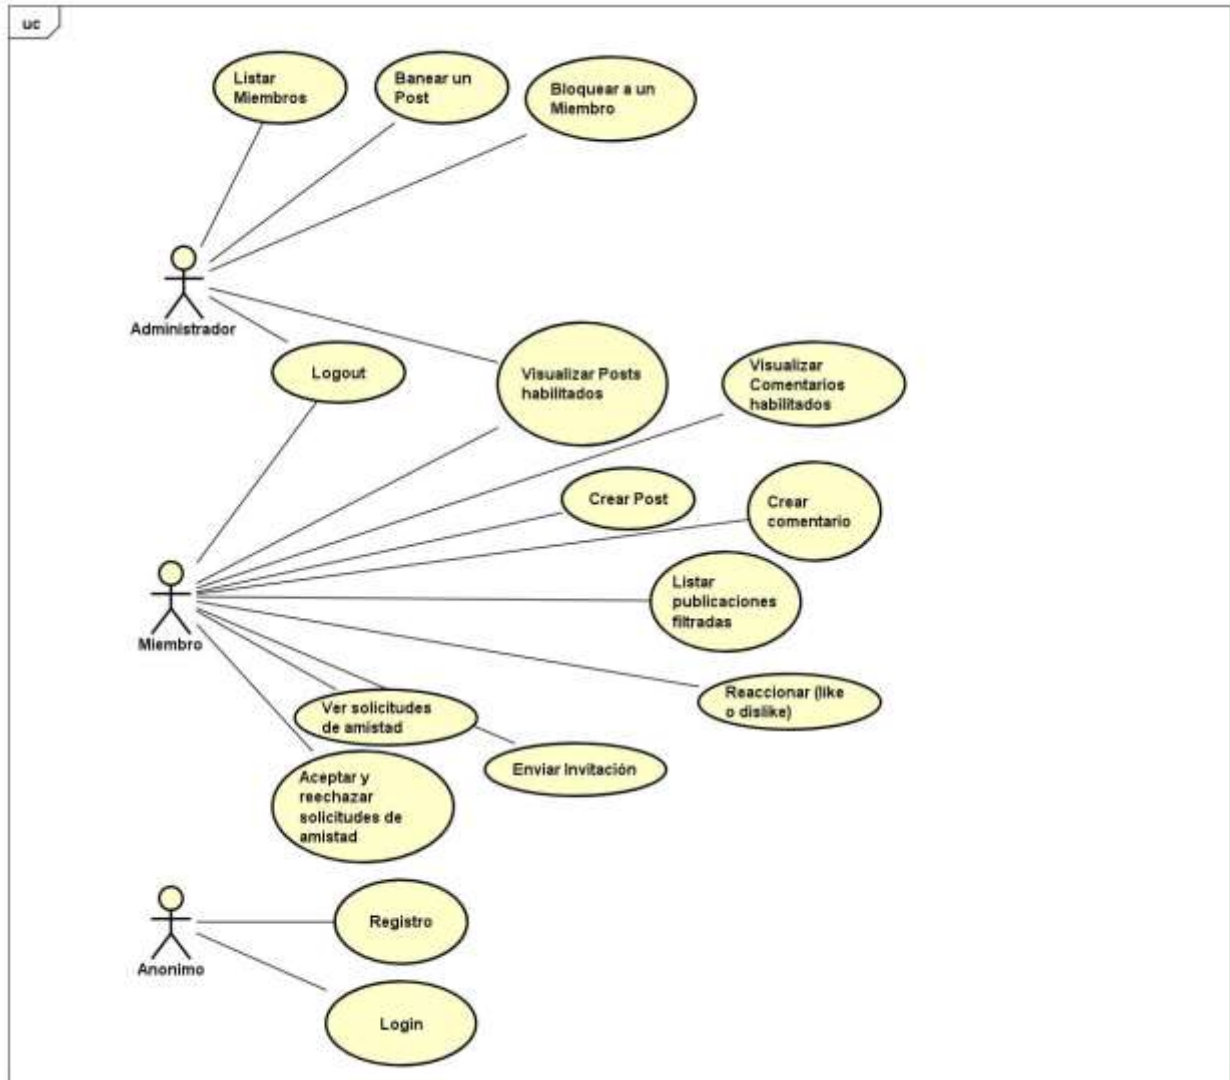 uc
Listar
Miembros
Banear un
Post
Bloquear a un
Miembro
Administrador
Logout
Visualizar Posts
habilitados
Visualizar
Comentarios
habilitados
Crear Post
Crear
comentario
Listar
publicaciones
filtradas
Miembro
Reaccionar (like
o dislike)
Ver solicitudes
de amistad
Enviar Invitación
Aceptar y
reechazar
solicitudes de
amistad
Registro
Anonimo
Login